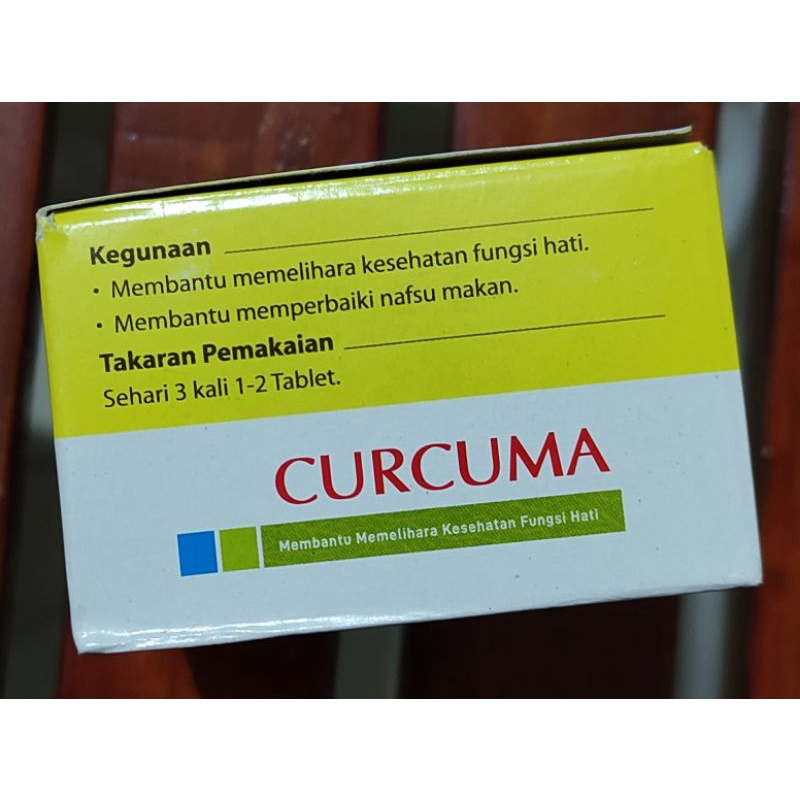 Kegunaan
• Membantu memelihara kesehatan fungsi hati.
• Membantu memperbaiki nafsu makan.
Takaran Pemakaian
Sehari 3 kali 1-2 Tablet.
CURCUMA
Membantu Memelihara Kesehatan Fungsi Hati